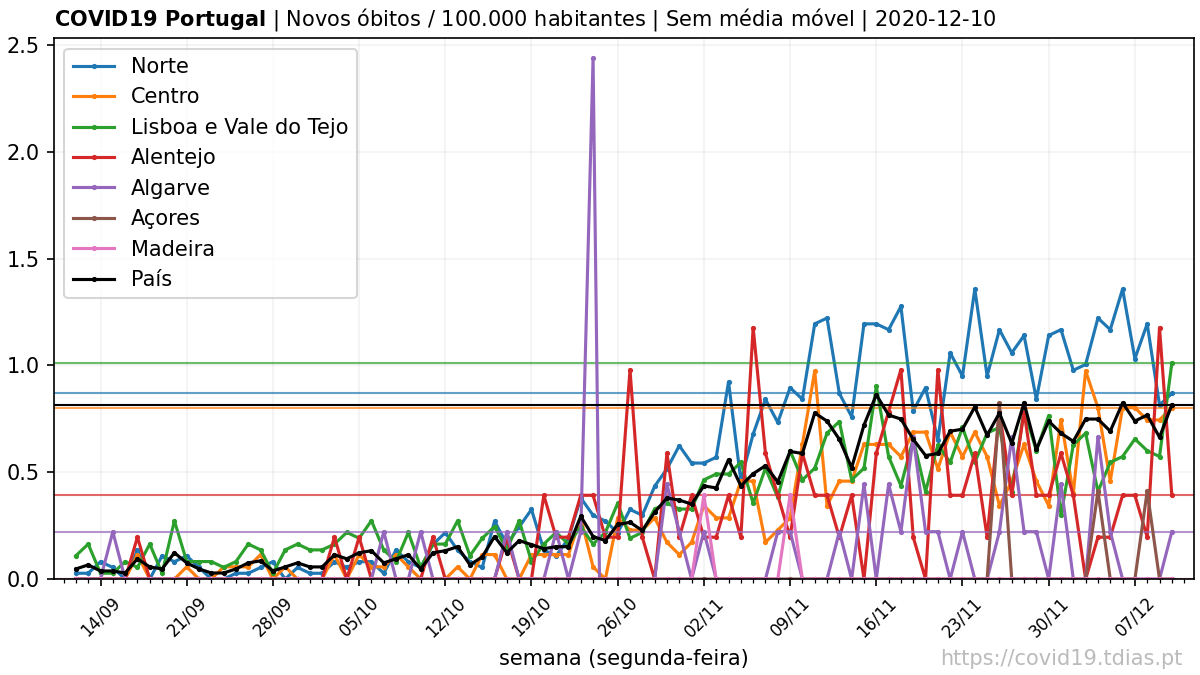 COVID19 Portugal | Novos óbitos / 100.000 habitantes | Sem média móvel | 2020-12-10
2.5
2.0
1.5
1.0
0.5
0.0
Norte
Centro
Lisboa e Vale do Tejo
Alentejo
Algarve
Açores
Madeira
País
14/09
21/09
28/09
05/10
12/10
19/10
26/10
02/11
09/11
16/11
23/11
30/11
07/12
semana (segunda-feira)
https://covid19.tdias.pt